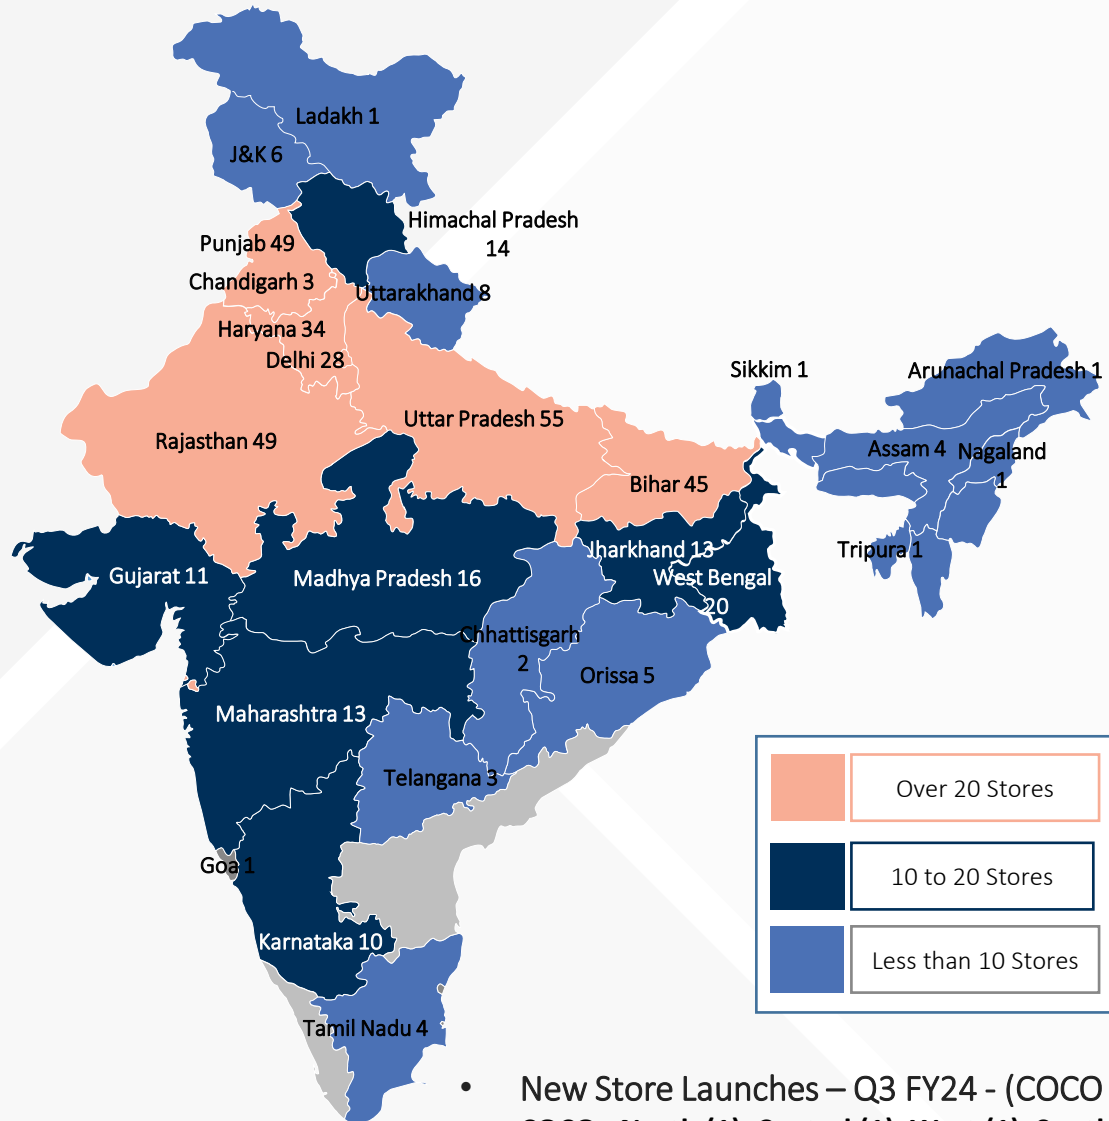 Ladakh 1
J&K 6
Himachal Pradesh
14
Punjab 49
Chandigarh 3
Uttarakhand 8
Haryana 34
Delhi 28
Sikkim 1
Arunachal Pradesh 1
Uttar Pradesh 55
Rajasthan 49
Assam 4
Nagaland
1
Bihar 45
Jharkhand 13
Tripura 1
Gujarat 11
Madhya Pradesh 16
West Bengal
20
Chhattisgarh
2
Orissa 5
Maharashtra 13
Telangana 3
Over 20 Stores
Goa 1
10 to 20 Stores
Karnataka 10
Less than 10 Stores
Tamil Nadu 4
• New Store Launches – Q3 FY24 - (COCO